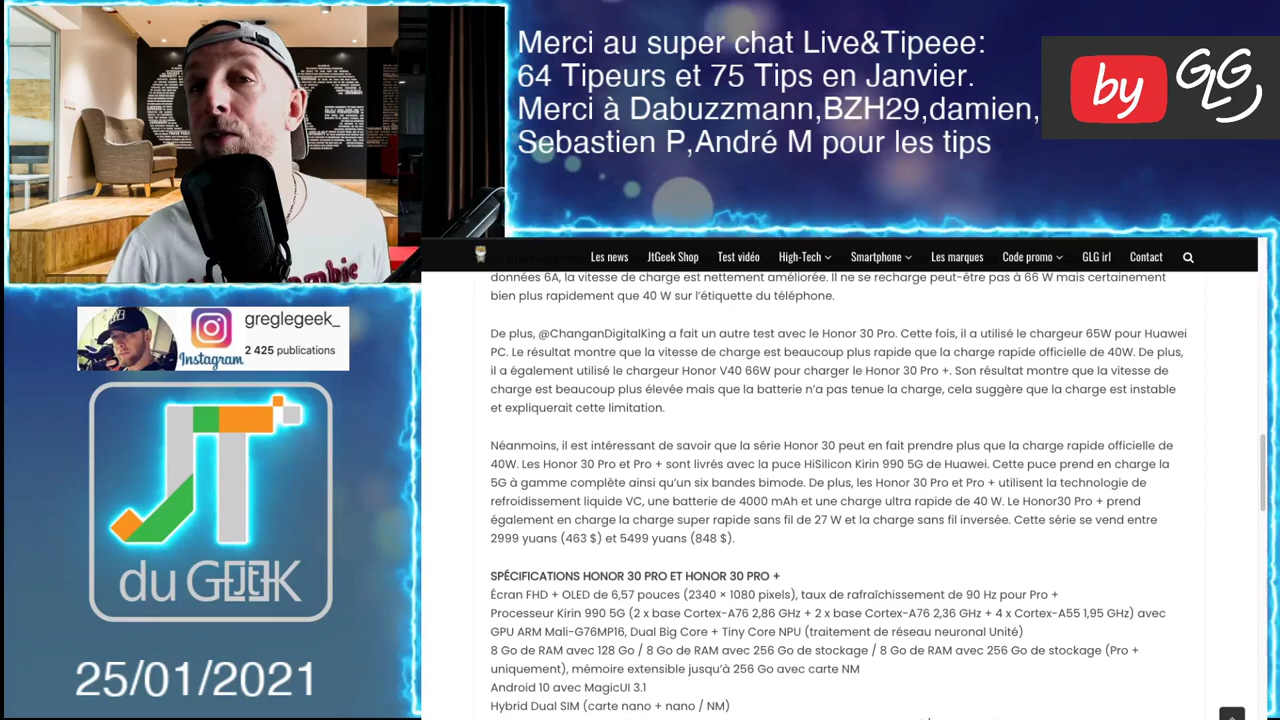 Merci au super chat Live&Tipeee:
64 Tipeurs et 75 Tips en Janvier.
Merci à Dabuzzmann BZH29,damien,
Sebastien P,Andre M pour les tips
by GLG
Les news JtGeek Shop Test vidéo High-Tech Smartphone Les marques Code promo GLG irl Contact
données 6A, la vitesse de charge est nettement améliorée. Il ne se recharge peut-être pas à 66 W mais certainement
bien plus rapidement que 40 W sur l’étiquette du téléphone.
De plus, @ChanganDigitalKing a fait un autre test avec le Honor 30 Pro. Cette fois, il a utilisé le chargeur 65W pour Huawei
PC. Le résultat montre que la vitesse de charge est beaucoup plus rapide que la charge rapide officielle de 40W. De plus,
il a également utilisé le chargeur Honor V40 66W pour charger le Honor 30 Pro +. Son résultat montre que la vitesse de
charge est beaucoup plus élevée mais que la batterie n’a pas tenue la charge, cela suggère que la charge est instable
et expliquerait cette limitation.
Néanmoins, il est intéressant de savoir que la série Honor 30 peut en fait prendre plus que la charge rapide officielle de
40W. Les Honor 30 Pro et Pro + sont livrés avec la puce HiSilicon Kirin 990 5G de Huawei. Cette puce prend en charge la
5G à gamme complète ainsi qu’un six bandes bimode. De plus, les Honor 30 Pro et Pro + utilisent la technologie de
refroidissement liquide VC, une batterie de 4000 mAh et une charge ultra rapide de 40 W. Le Honor30 Pro + prend
également en charge la charge super rapide sans fil de 27 W et la charge sans fil inversée. Cette série se vend entre
2999 yuans (463 $) et 5499 yuans (848 $).
SPÉCIFICATIONS HONOR 30 PRO ET HONOR 30 PRO +
Écran FHD + OLED de 6,57 pouces (2340 × 1080 pixels), taux de rafraîchissement de 90 Hz pour Pro +
Processeur Kirin 990 5G (2 x base Cortex-A76 2,86 GHz + 2 x base Cortex-A76 2,36 GHz + 4 x Cortex-A55 1,95 GHz) avec
GPU ARM Mali-G76MP16, Dual Big Core + Tiny Core NPU (traitement de réseau neuronal Unité)
8 Go de RAM avec 128 Go / 8 Go de RAM avec 256 Go de stockage / 8 Go de RAM avec 256 Go de stockage (Pro +
uniquement), mémoire extensible jusqu’à 256 Go avec carte NM
Android 10 avec MagicUI 3.1
Hybrid Dual SIM (carte nano + nano / NM)
greglegeek_
Instagram
2 425 publications
JT
du GEEK
25/01/2021